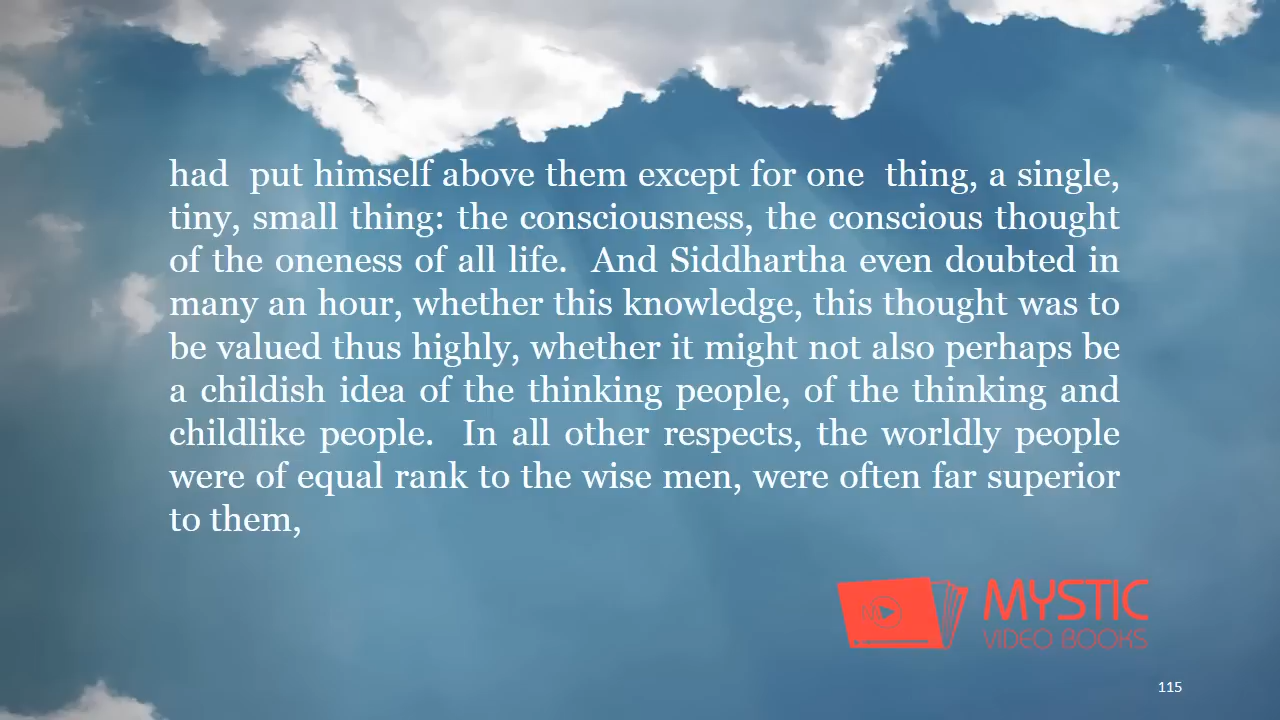 had  put himself above them except for one  thing, a single,
tiny, small thing: the consciousness, the conscious thought
of the oneness of all life.  And Siddhartha even doubted in
many an hour, whether this knowledge, this thought was to
be valued thus highly, whether it might not also perhaps be
a childish idea of the thinking people, of the thinking and
childlike people.  In all other respects, the worldly people
were of equal rank to the wise men, were often far superior
to them,
MYSTIC
VIDEO BOOKS
115